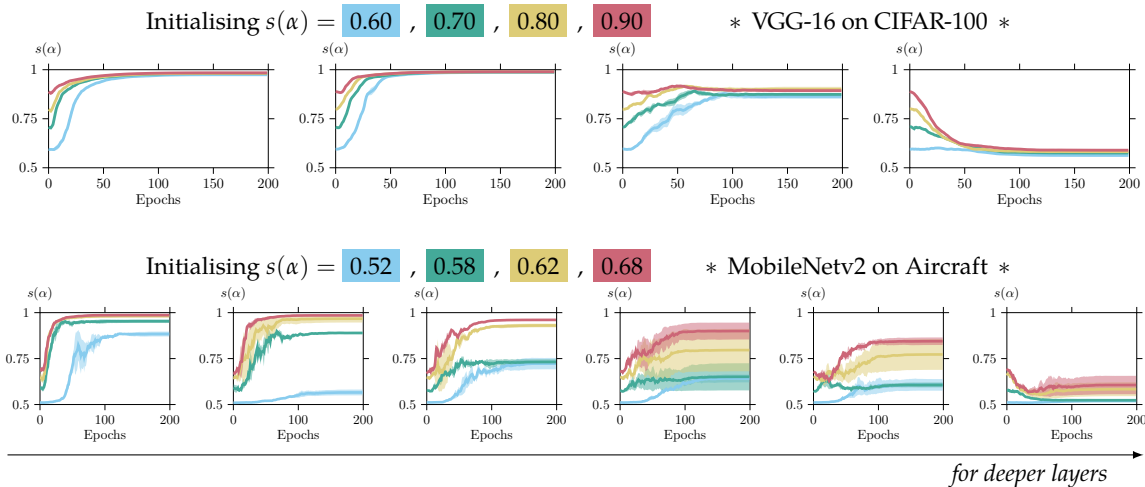 Initialising s(α) = 0.60 , 0.70 , 0.80 , 0.90 ∗ VGG-16 on CIFAR-100 ∗
s(α) s(α) s(α) s(α)
1 1 1 1
0.75 0.75 0.75 0.75
0.5 0.5 0.5 0.5
0 50 100 150 200 0 50 100 150 200 0 50 100 150 200 0 50 100 150 200
Epochs Epochs Epochs Epochs
Initialising s(α) = 0.52 , 0.58 , 0.62 , 0.68 ∗ MobileNetv2 on Aircraft ∗
s(α) s(α) s(α) s(α) s(α) s(α)
1 1 1 1 1 1
0.75 0.75 0.75 0.75 0.75 0.75
0.5 0.5 0.5 0.5 0.5 0.5
0 100 200 0 100 200 0 100 200 0 100 200 0 100 200 0 100 200
Epochs Epochs Epochs Epochs Epochs Epochs
for deeper layers